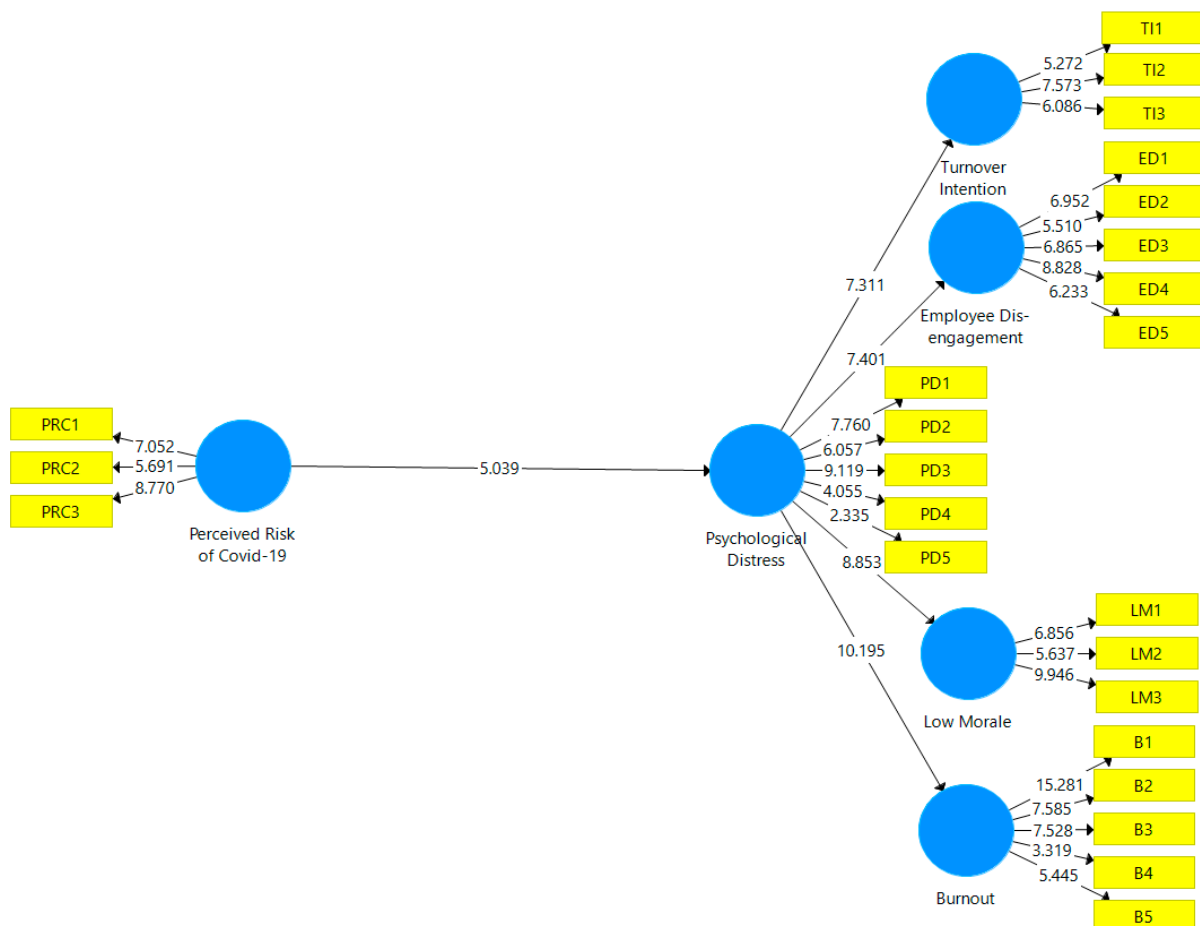 TI1
5.272
TI2
7.573
6.086
TI3
Turnover
Intention
ED1
6.952
ED2
5.510
6.865
ED3
8.828
ED4
6.233
ED5
Employee Dis-
engagement
7.311
7.401
PD1
7.760
PD2
6.057
9.119
PD3
4.055
PD4
2.335
PD5
PRC1
7.052
PRC2
5.691
8.770
PRC3
Perceived Risk
of Covid-19
5.039
Psychological
Distress
8.853
10.195
LM1
6.856
5.637
LM2
9.946
LM3
Low Morale
B1
15.281
B2
7.585
7.528
B3
3.319
B4
5.445
B5
Burnout